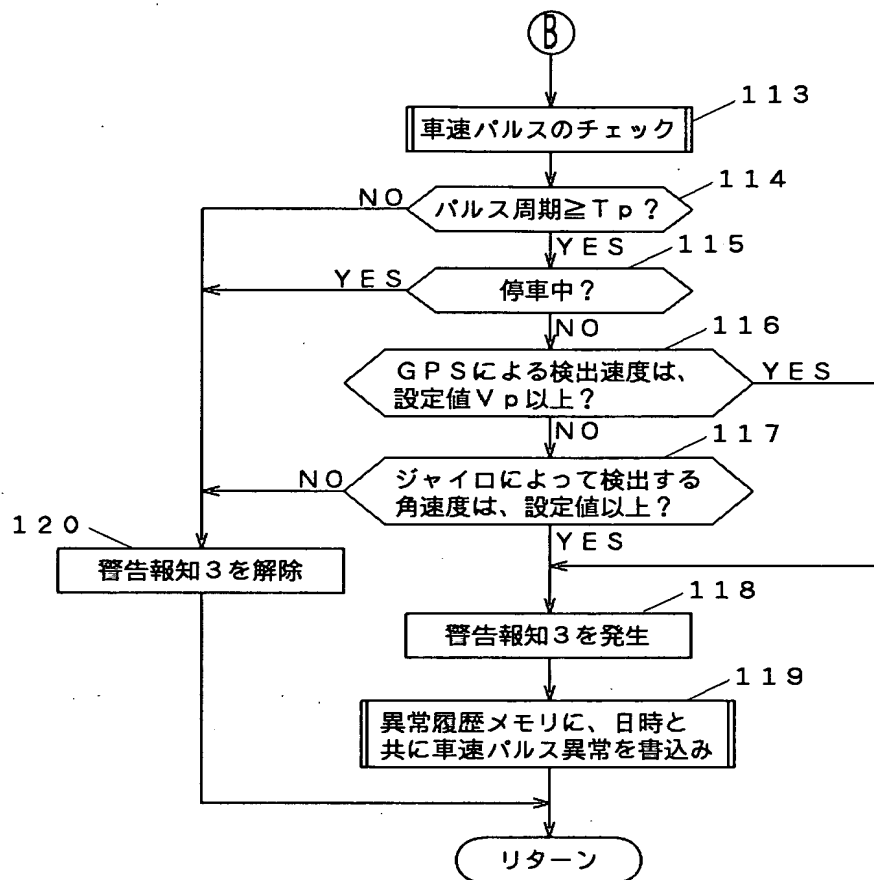 B
113
車速パルスのチェック
114
NO
パルス周期≧Tp?
YES
115
YES
停車中?
NO
116
GPSによる検出速度は、
設定値Vp以上?
YES
NO
117
NO
ジャイロによって検出する
角速度は、設定値以上?
YES
120
警告報知3を解除
118
警告報知3を発生
119
異常履歴メモリに、日時と
共に車速パルス異常を書込み
リターン